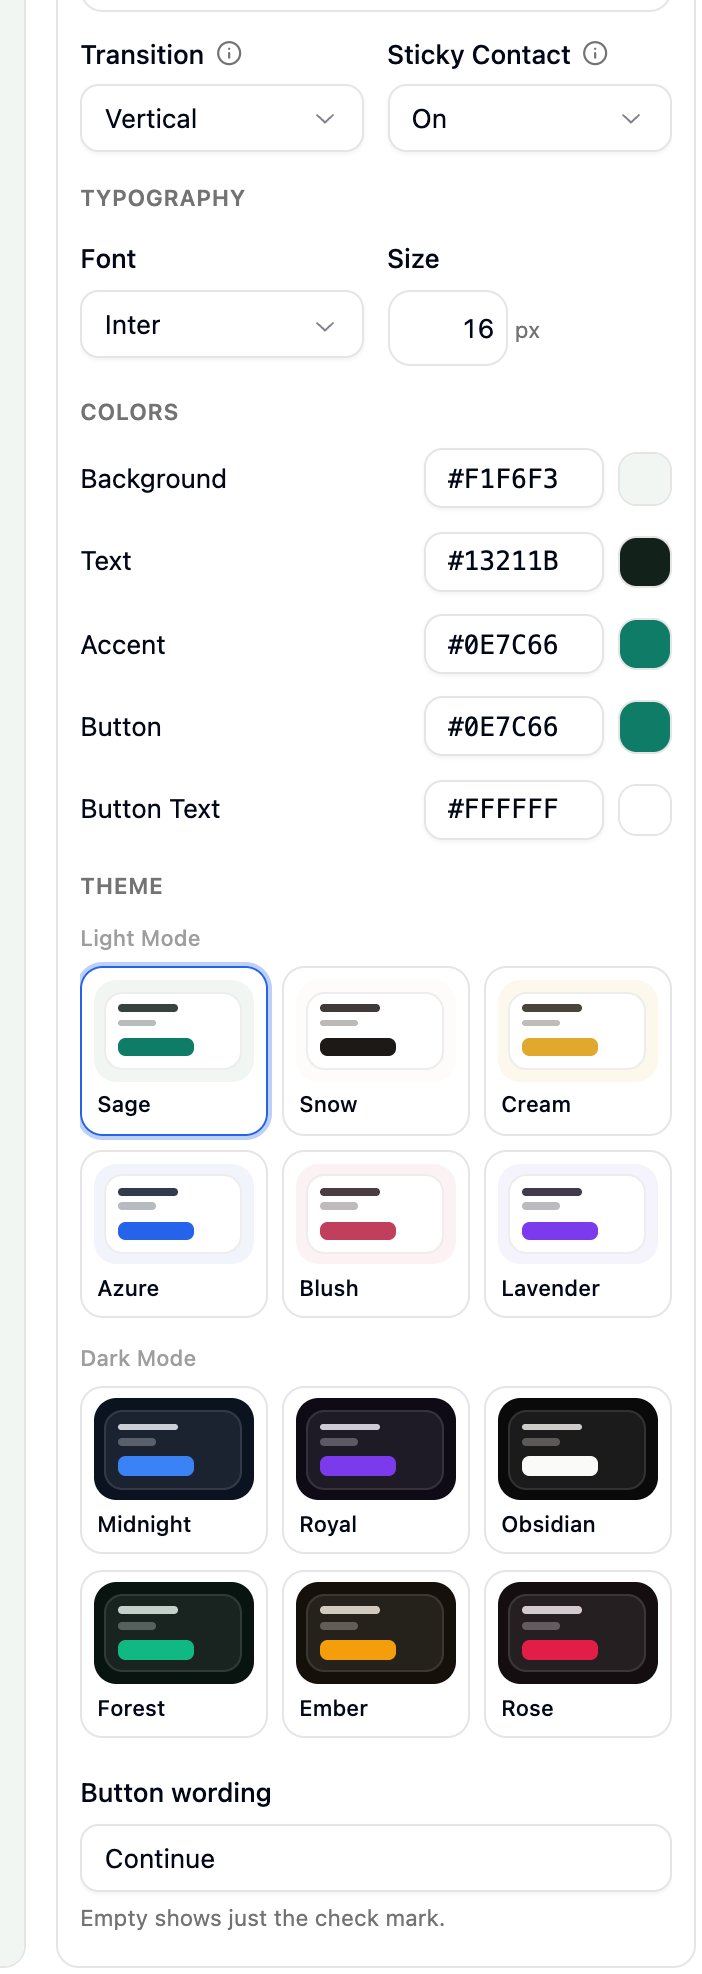 Transition Sticky Contact
Vertical On
TYPOGRAPHY
Font Size
Inter 16 px
COLORS
Background #F1F6F3
Text #13211B
Accent #0E7C66
Button #0E7C66
Button Text #FFFFFF
THEME
Light Mode
Sage Snow Cream
Azure Blush Lavender
Dark Mode
Midnight Royal Obsidian
Forest Ember Rose
Button wording
Continue
Empty shows just the check mark.